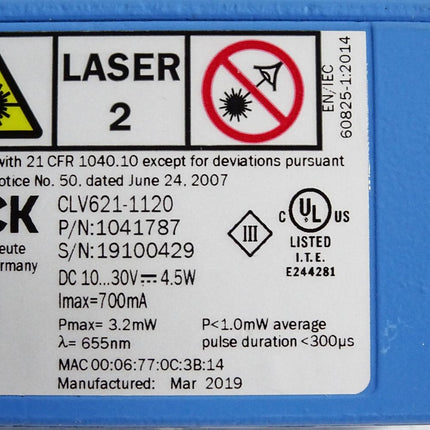 LASER
2
EN/IEC
60825-1:2014
with 21 CFR 1040.10 except for deviations pursuant
otice No. 50, dated June 24, 2007
CK
CLV621-1120
P/N:1041787
S/N:19100429
eute
ermany
DC 10...30V⎓ 4.5W
Imax=700mA
III
C UL US
LISTED
I.T.E.
E244281
Pmax= 3.2mW
λ= 655nm
P<1.0mW average
pulse duration <300µs
MAC 00:06:77:0C:3B:14
Manufactured: Mar 2019